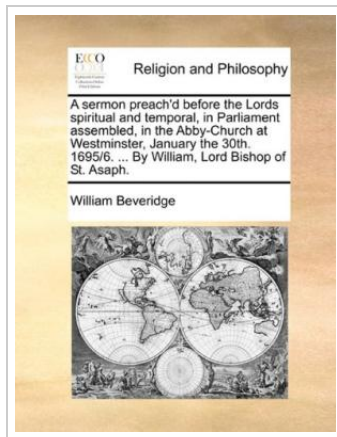 ECCO
Religion and Philosophy
A sermon preach'd before the Lords
spiritual and temporal, in Parliament
assembled, in the Abby-Church at
Westminster, January the 30th.
1695/6. ... By William, Lord Bishop of
St. Asaph.
William Beveridge